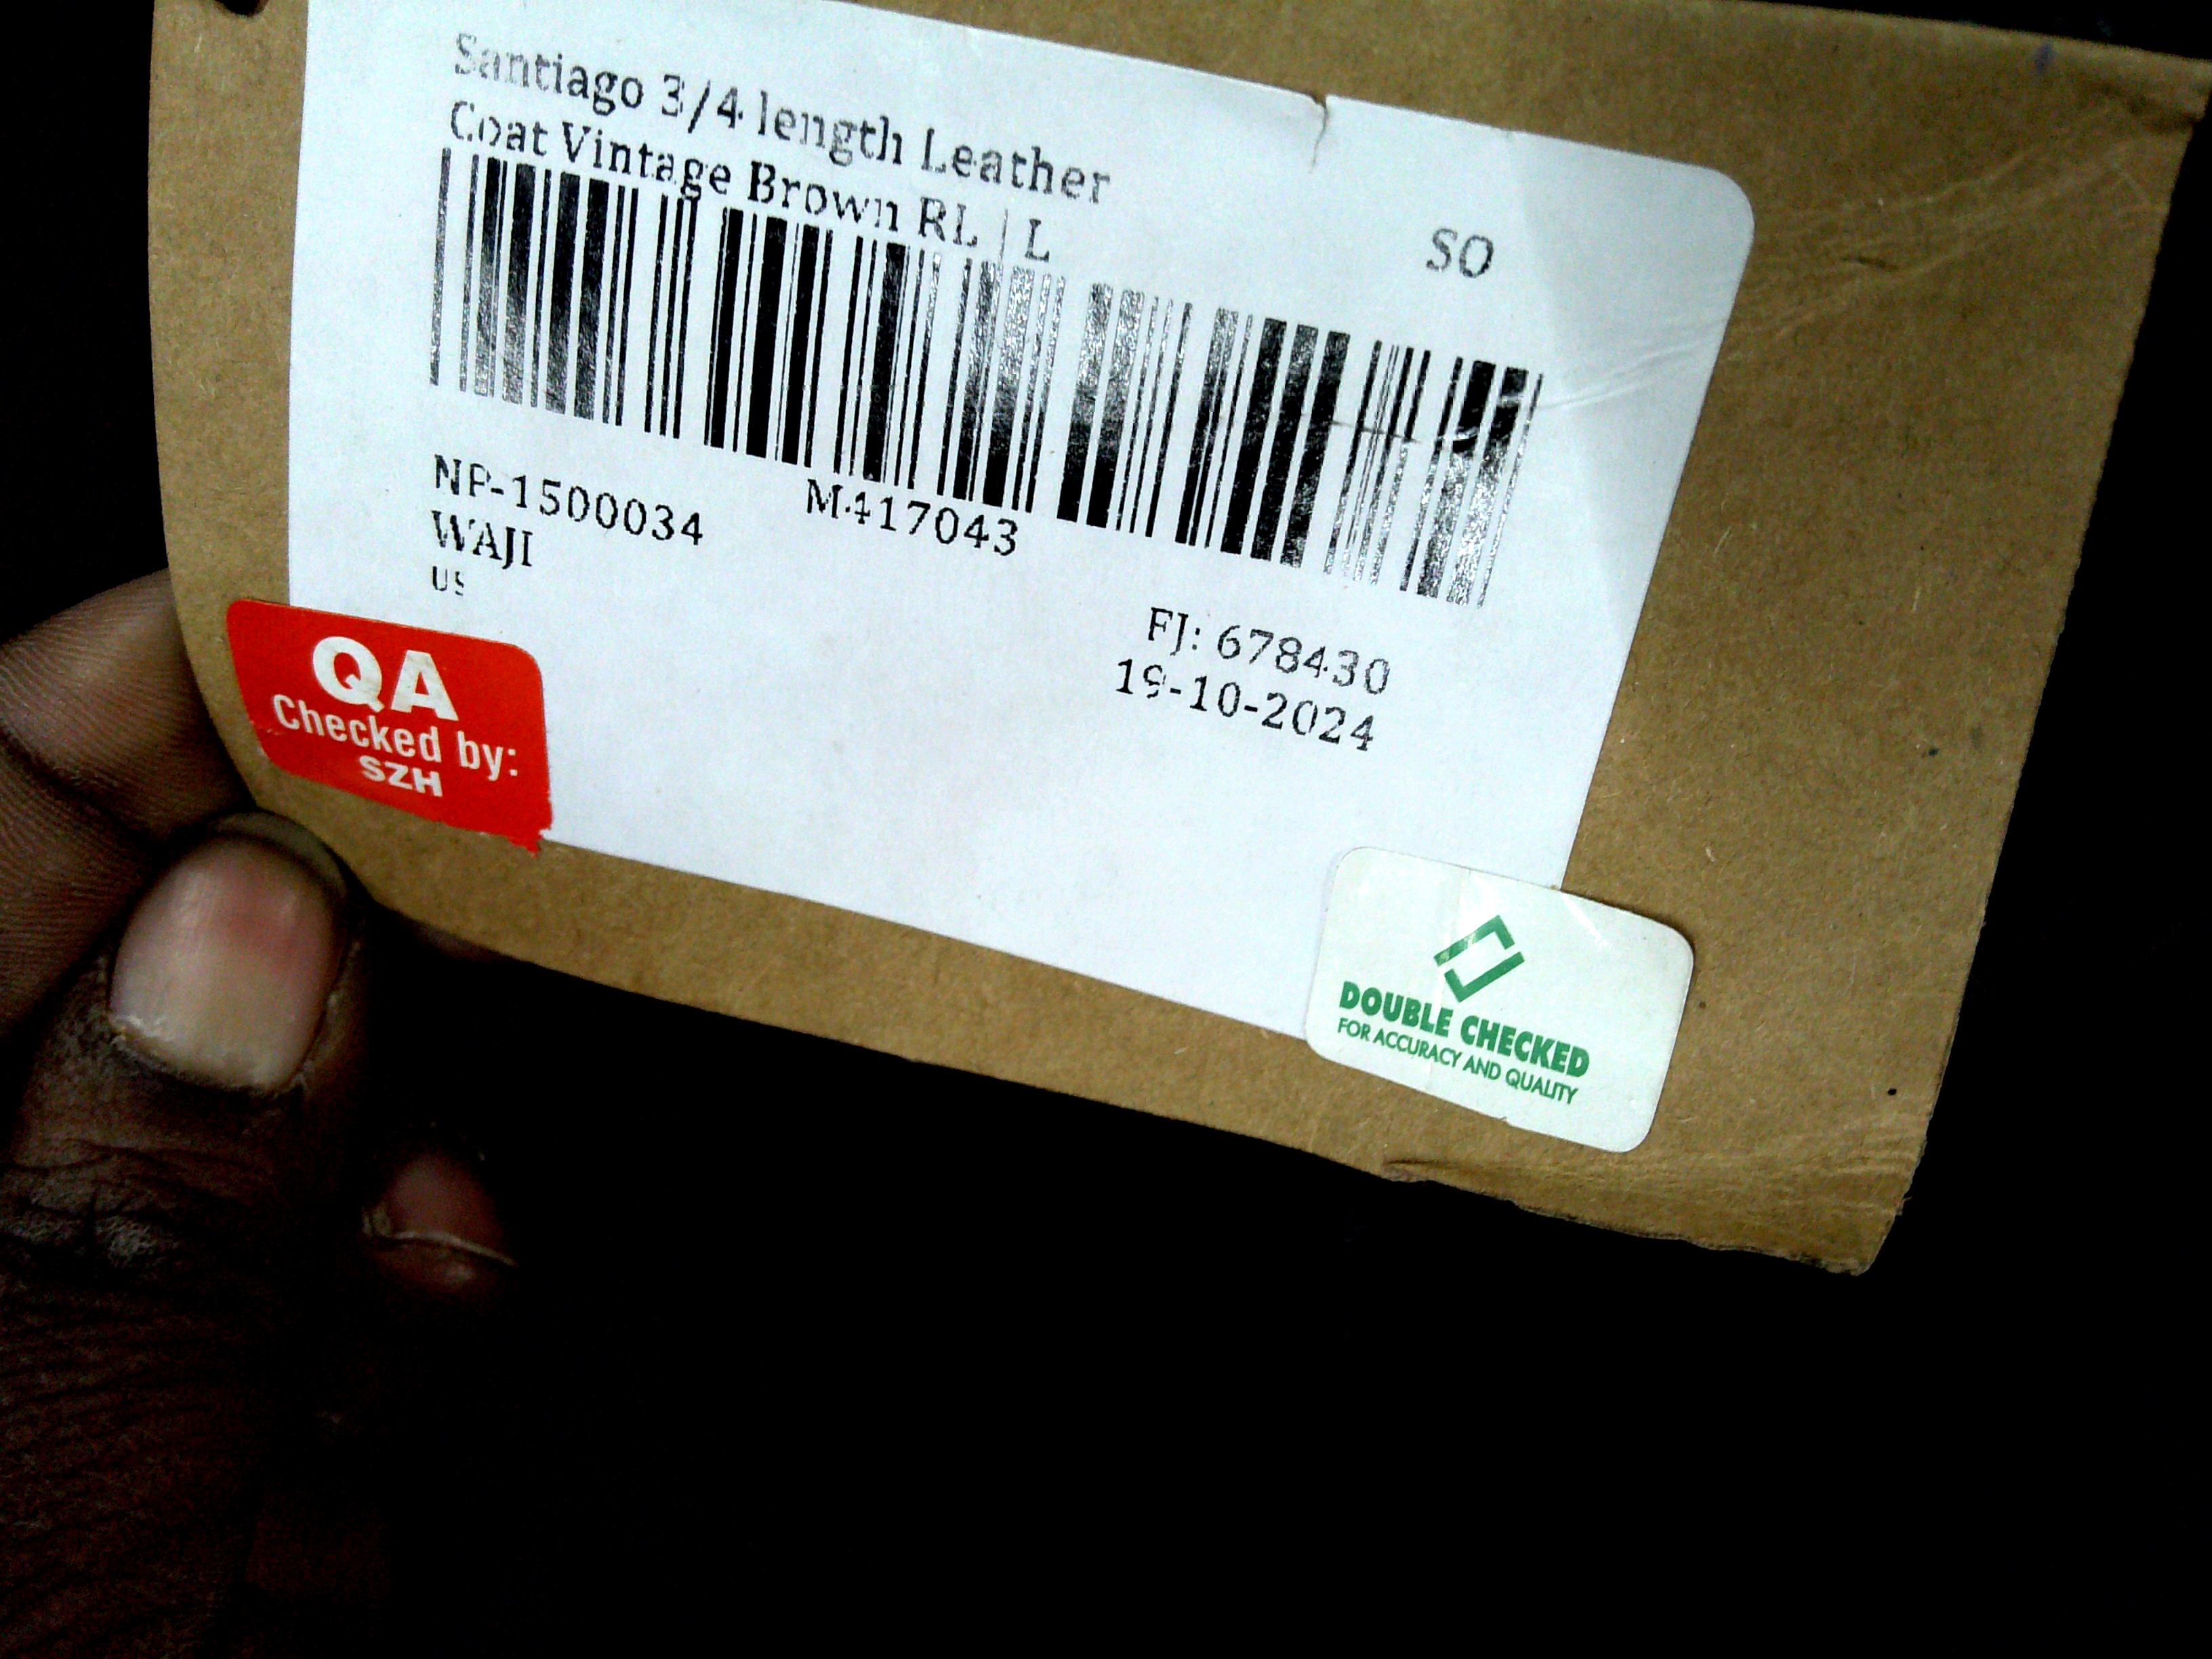 Santiago 3/4 length Leather
Coat Vintage Brown RL | L
SO
NP-1500034 M417043
WAJI
US
FJ: 678430
19-10-2024
QA
Checked by:
SZH
DOUBLE CHECKED
FOR ACCURACY AND QUALITY